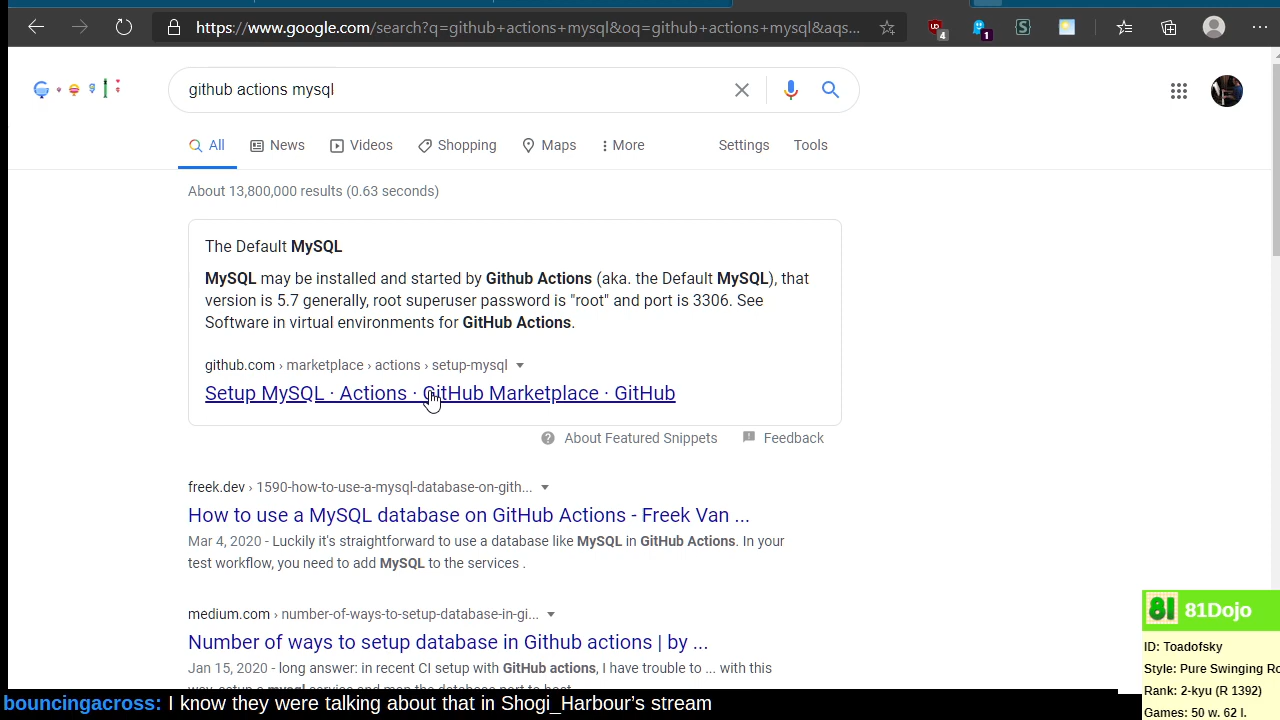 https://www.google.com/search?q=github+actions+mysql&oq=github+actions+mysql&aqs...
4
1
S
github actions mysql
All
News
Videos
Shopping
Maps
More
Settings
Tools
About 13,800,000 results (0.63 seconds)
The Default MySQL
MySQL may be installed and started by Github Actions (aka. the Default MySQL), that
version is 5.7 generally, root superuser password is "root" and port is 3306. See
Software in virtual environments for GitHub Actions.
github.com › marketplace › actions › setup-mysql
Setup MySQL · Actions · GitHub Marketplace · GitHub
About Featured Snippets
Feedback
freek.dev › 1590-how-to-use-a-mysql-database-on-gith...
How to use a MySQL database on GitHub Actions - Freek Van ...
Mar 4, 2020 - Luckily it's straightforward to use a database like MySQL in GitHub Actions. In your
test workflow, you need to add MySQL to the services .
medium.com › number-of-ways-to-setup-database-in-gi...
Number of ways to setup database in Github actions | by ...
Jan 15, 2020 - long answer: in recent CI setup with GitHub actions, I have trouble to ... with this
81 81Dojo
ID: Toadofsky
Style: Pure Swinging Ro
Rank: 2-kyu (R 1392)
Games: 50 w. 62 l.
bouncingacross: I know they were talking about that in Shogi_Harbour's stream